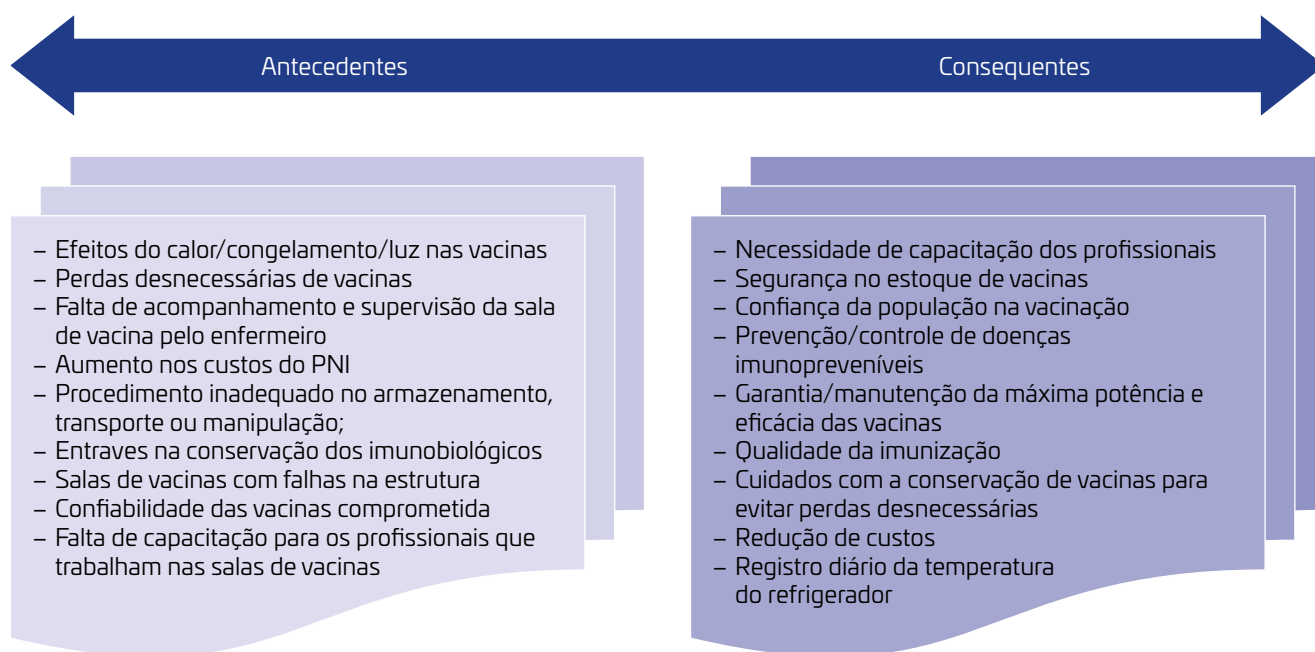 Antecedentes
Consequentes
– Efeitos do calor/congelamento/luz nas vacinas
– Perdas desnecessárias de vacinas
– Falta de acompanhamento e supervisão da sala
de vacina pelo enfermeiro
– Aumento nos custos do PNI
– Procedimento inadequado no armazenamento,
transporte ou manipulação;
– Entraves na conservação dos imunobiológicos
– Salas de vacinas com falhas na estrutura
– Confiabilidade das vacinas comprometida
– Falta de capacitação para os profissionais que
trabalham nas salas de vacinas
– Necessidade de capacitação dos profissionais
– Segurança no estoque de vacinas
– Confiança da população na vacinação
– Prevenção/controle de doenças
imunopreveníveis
– Garantia/manutenção da máxima potência e
eficácia das vacinas
– Qualidade da imunização
– Cuidados com a conservação de vacinas para
evitar perdas desnecessárias
– Redução de custos
– Registro diário da temperatura
do refrigerador